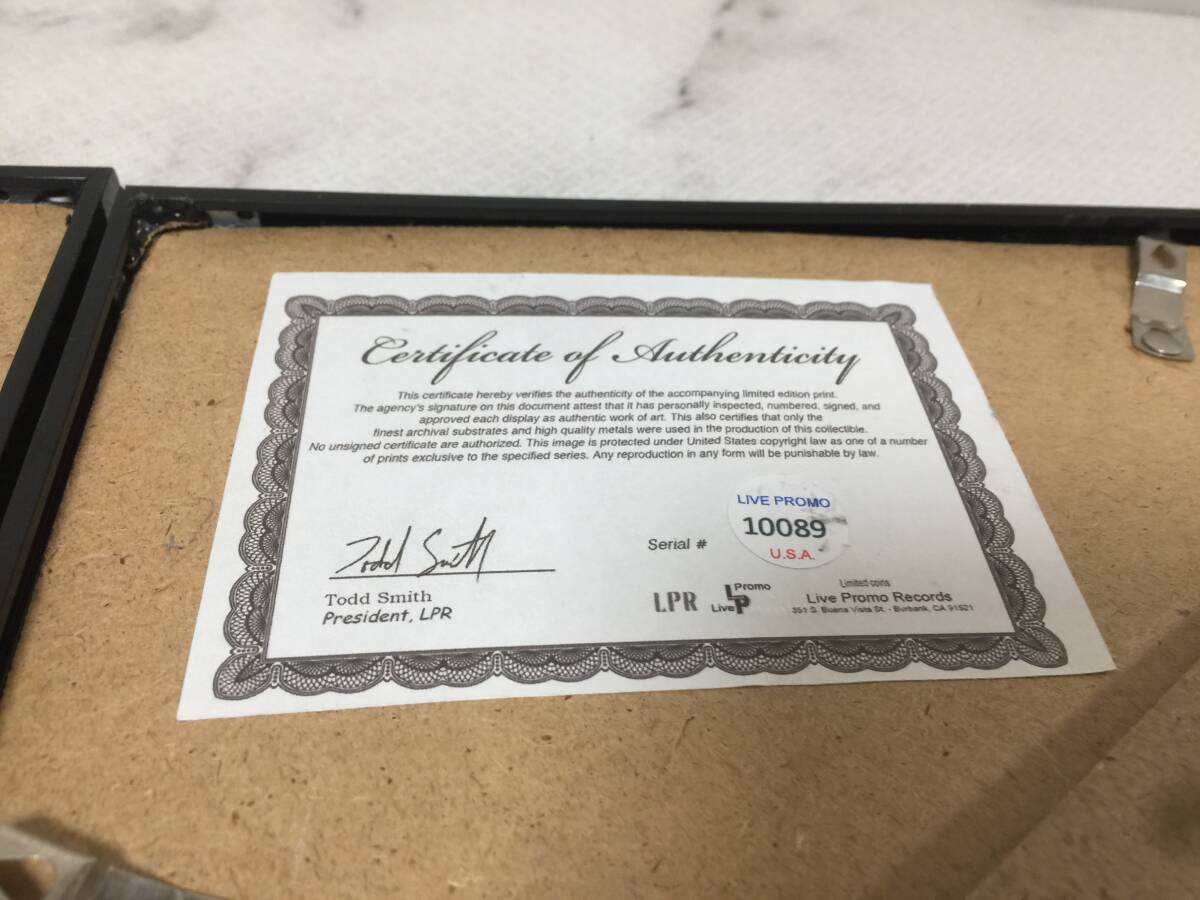 Certificate of Authenticity
This certificate hereby verifies the authenticity of the accompanying limited edition print.
The agency's signature on this document attest that it has personally inspected, numbered, signed, and
approved each display as authentic work of art. This also certifies that only the
finest archival substrates and high quality metals were used in the production of this collectible.
No unsigned certificate are authorized. This image is protected under United States copyright law as one of a number
of prints exclusive to the specified series. Any reproduction in any form will be punishable by law.
Todd Smith
Todd Smith
President, LPR
Serial #
LIVE PROMO
10089
U.S.A.
LPR
Promo
LP
Live
Limited coins
Live Promo Records
351 S. Buena Vista St. - Burbank, CA 91521